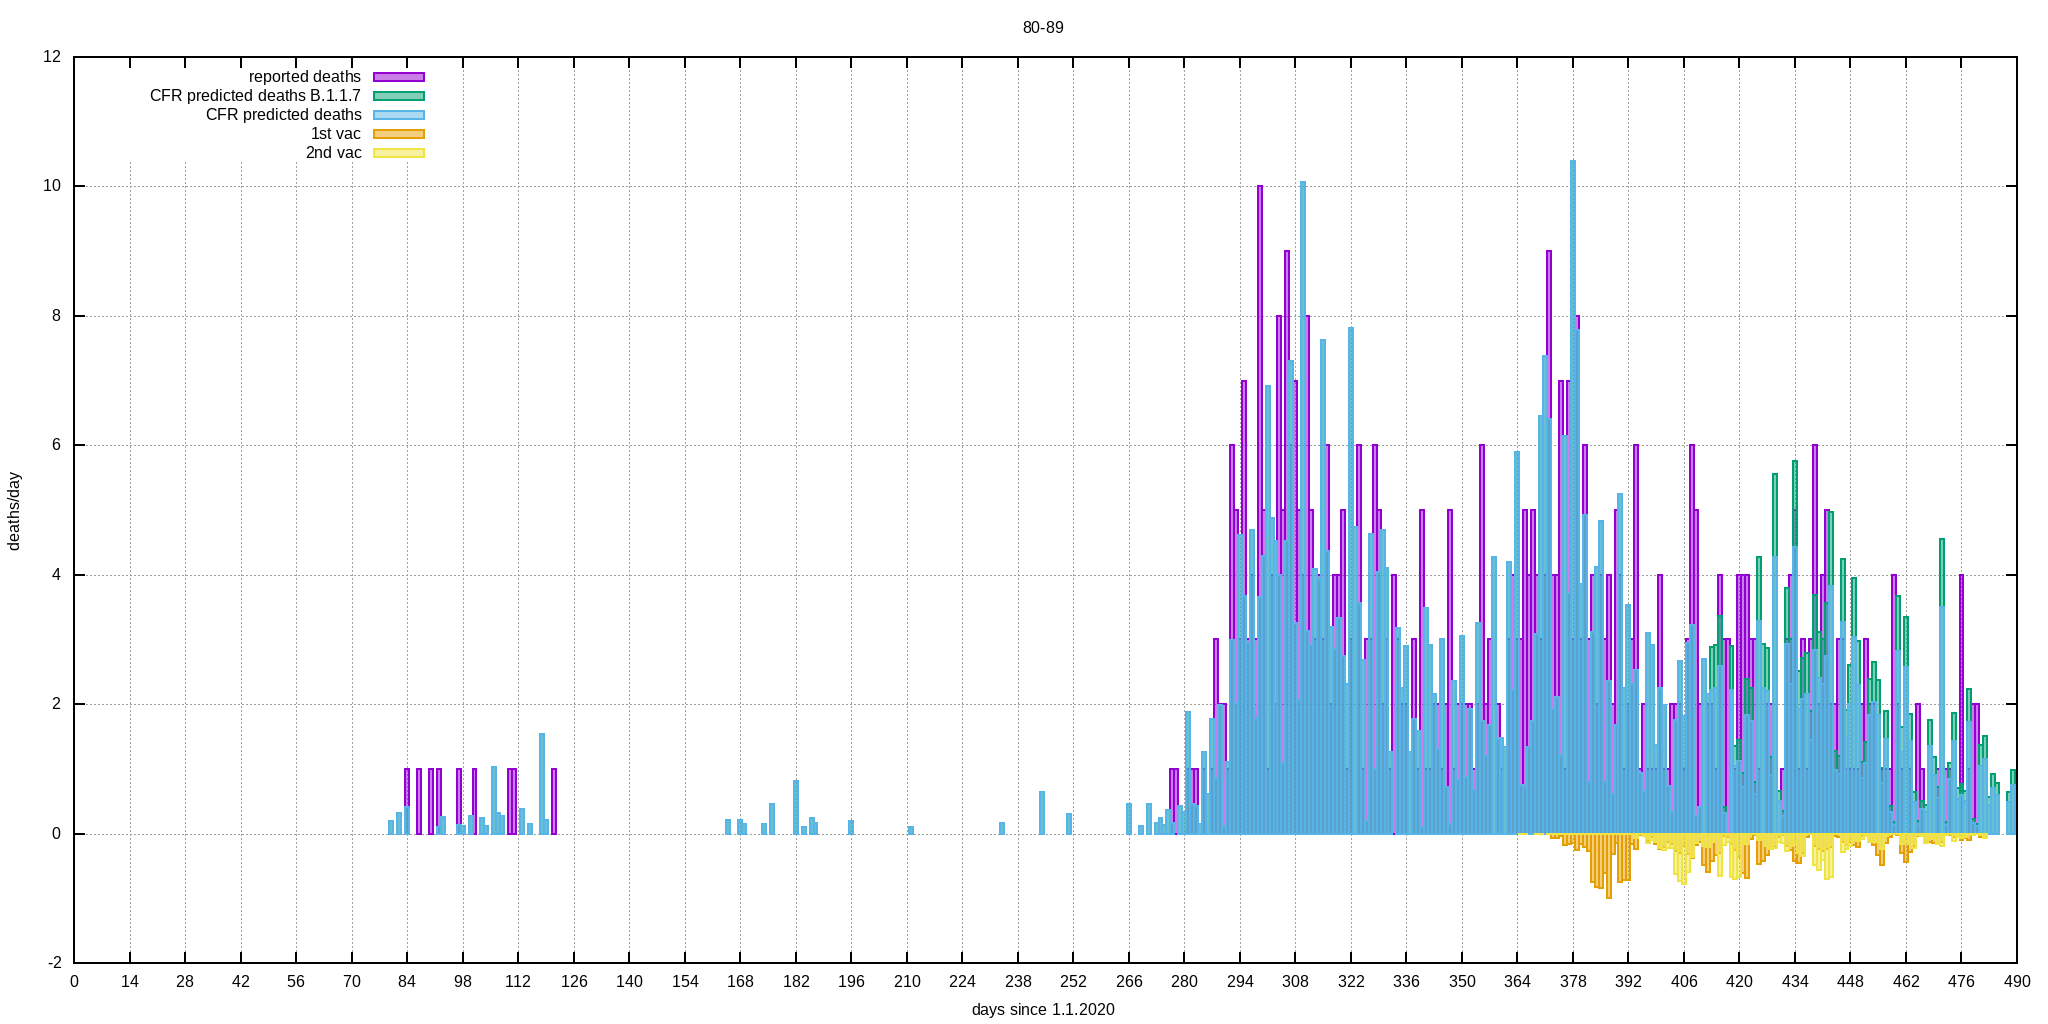 80-89
12
reported deaths
CFR predicted deaths B.1.1.7
CFR predicted deaths
1st vac
2nd vac
10
8
6
4
2
0
-2
deaths/day
0 14 28 42 56 70 84 98 112 126 140 154 168 182 196 210 224 238 252 266 280 294 308 322 336 350 364 378 392 406 420 434 448 462 476 490
days since 1.1.2020